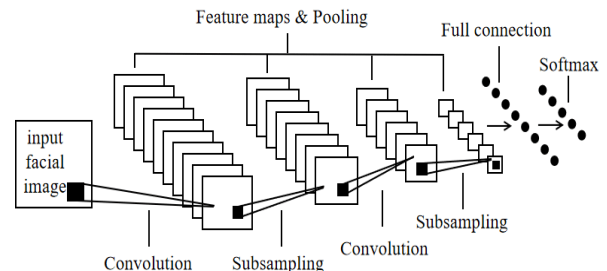 Feature maps & Pooling
Full connection
Softmax
input
facial
image
Subsampling
Convolution
Convolution
Subsampling